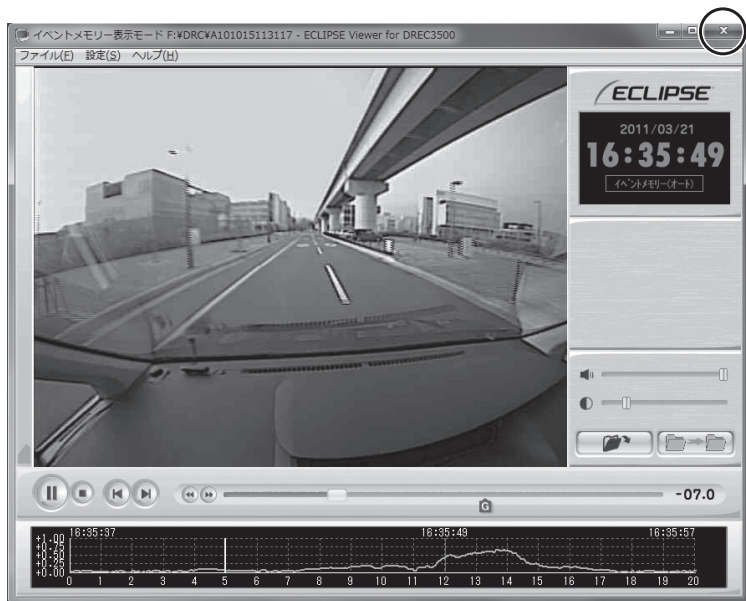 イベントメモリー表示モード F:¥DRC¥A101015113117 - ECLIPSE Viewer for DREC3500
ファイル(F) 設定(S) ヘルプ(H)
ECLIPSE
2011/03/21
16:35:49
イベントメモリー(オート)
-07.0
G
16:35:37 16:35:49 16:35:57
+1.00
+0.75
+0.50
+0.25
+0.00
0 1 2 3 4 5 6 7 8 9 10 11 12 13 14 15 16 17 18 19 20